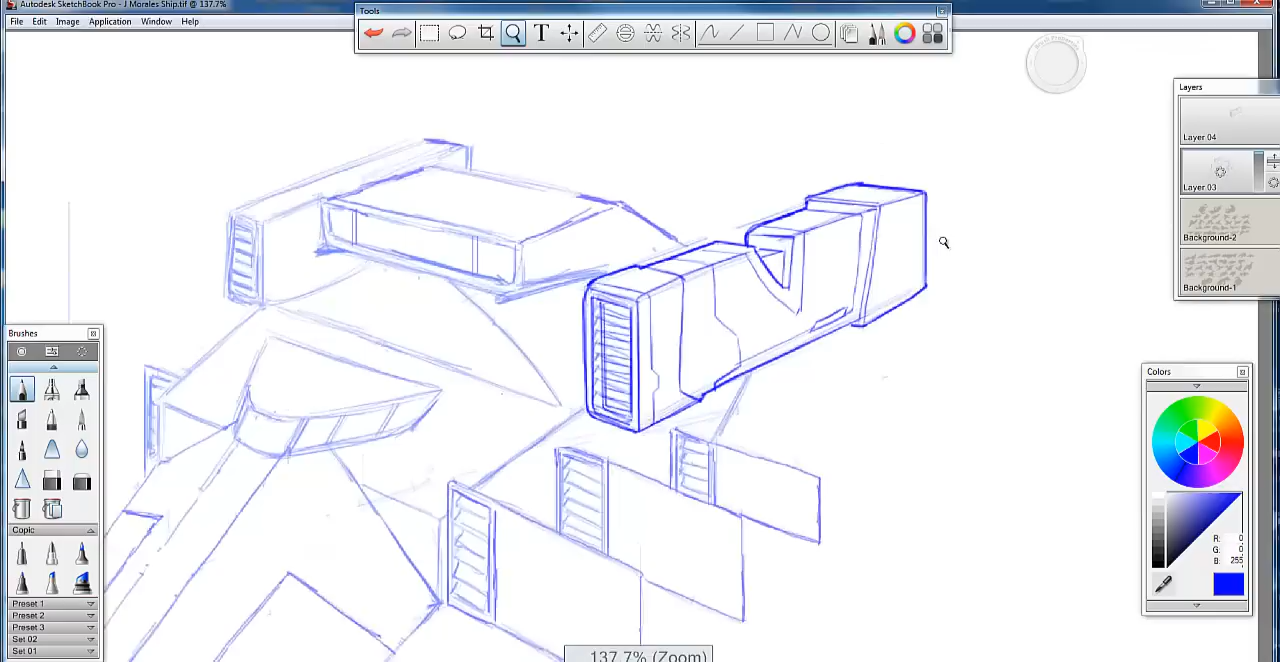 Autodesk SketchBook Pro - J Morales Ship.tif @ 137.7%
File Edit Image Application Window Help
Tools
T
Layers
Layer 04
Layer 03
Background-2
Background-1
Brushes
Copic
Preset 1
Preset 2
Preset 3
Set 02
Set 01
Colors
R: 0
G: 0
B: 255
137.7% (Zoom)